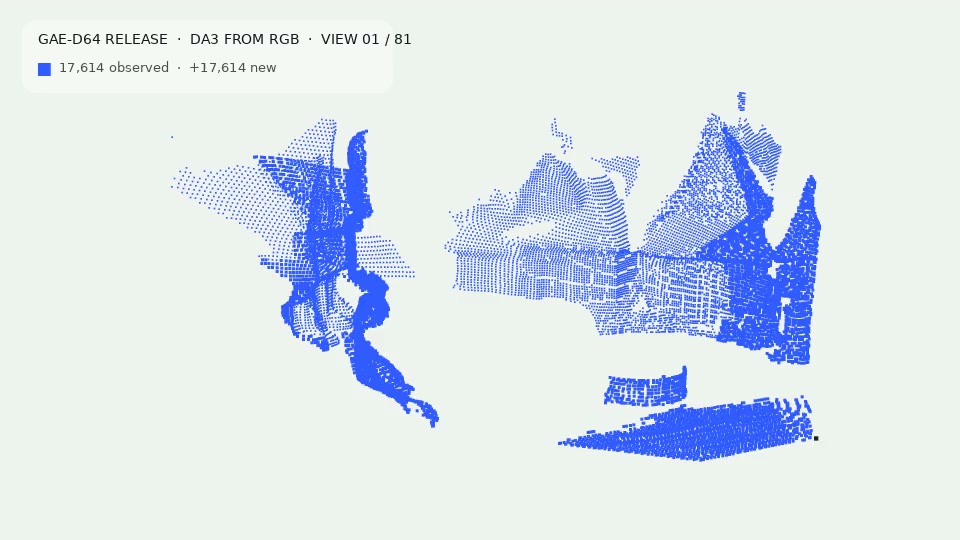 GAE-D64 RELEASE · DA3 FROM RGB · VIEW 01 / 81
17,614 observed · +17,614 new